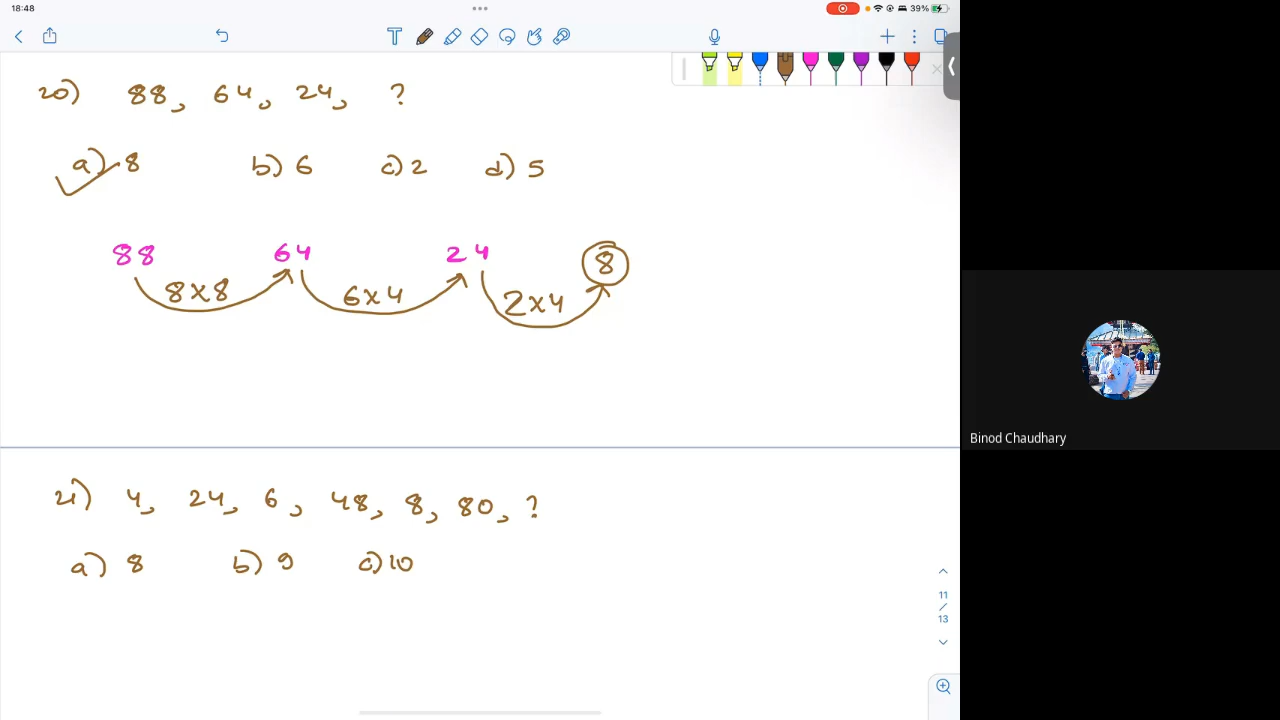 18:48
39%
20) 88, 64, 24, ?
a) 8 b) 6 c) 2 d) 5
88 64 24 8
8x8 6x4 2x4
Binod Chaudhary
21) 4, 24, 6, 48, 8, 80, ?
a) 8 b) 9 c) 10
11
/
13